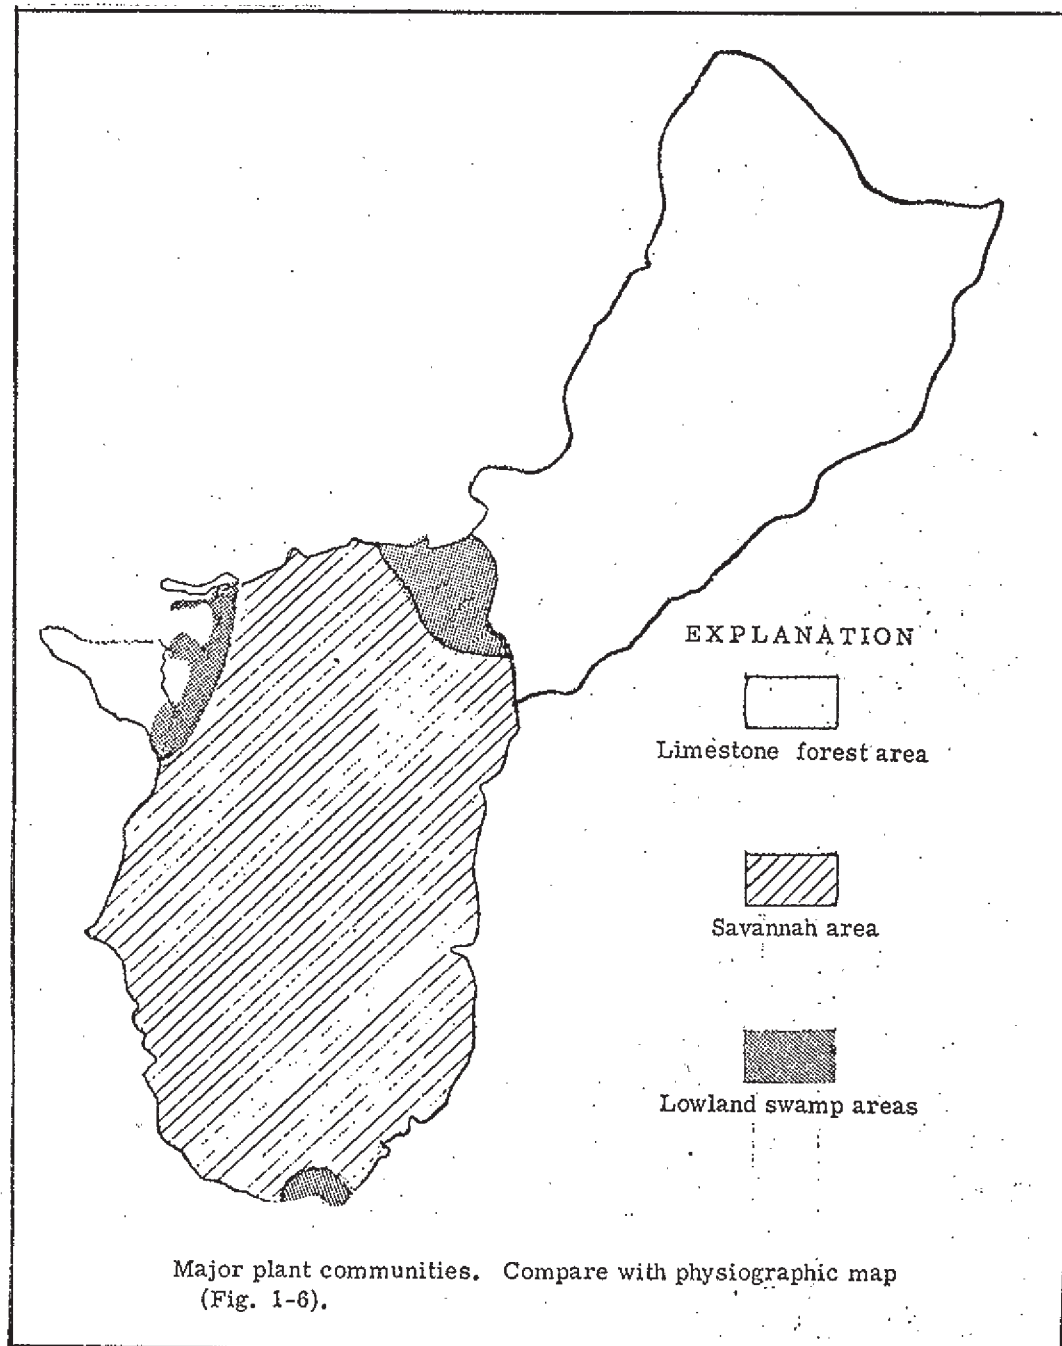 EXPLANATION
Limestone forest area
Savannah area
Lowland swamp areas
Major plant communities. Compare with physiographic map
(Fig. 1-6).